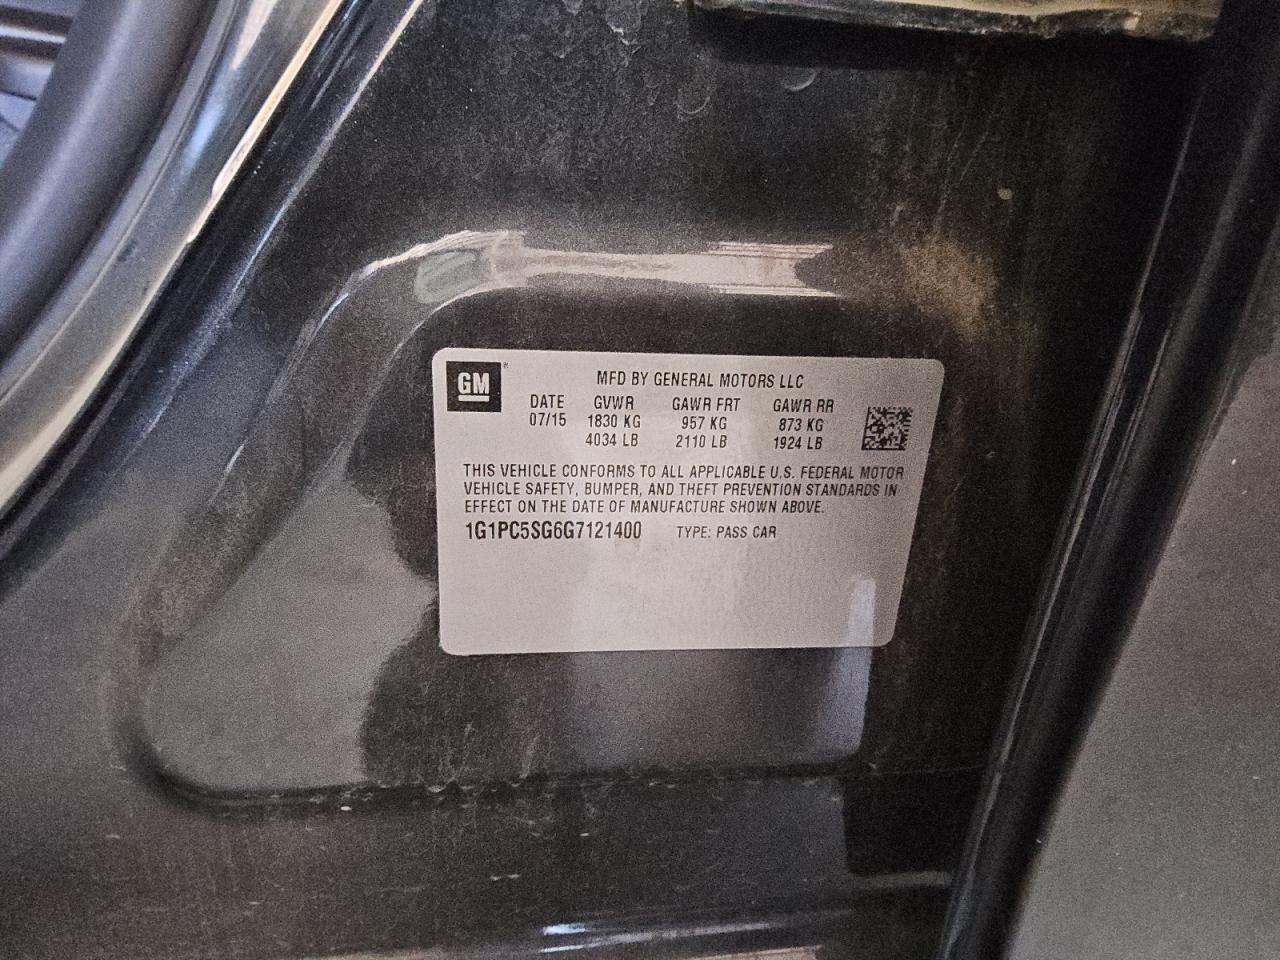 GM
MFD BY GENERAL MOTORS LLC
DATE GVWR GAWR FRT GAWR RR
07/15 1830 KG 957 KG 873 KG
4034 LB 2110 LB 1924 LB
THIS VEHICLE CONFORMS TO ALL APPLICABLE U.S. FEDERAL MOTOR
VEHICLE SAFETY, BUMPER, AND THEFT PREVENTION STANDARDS IN
EFFECT ON THE DATE OF MANUFACTURE SHOWN ABOVE.
1G1PC5SG6G7121400 TYPE: PASS CAR